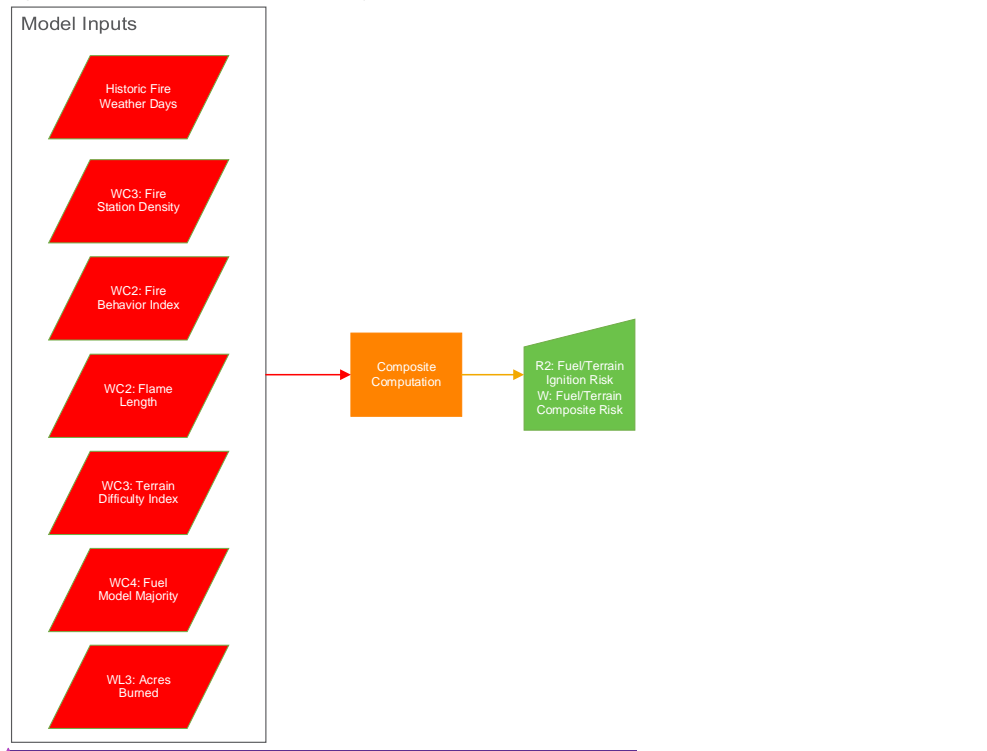 Model Inputs
Historic Fire
Weather Days
WC3: Fire
Station Density
WC2: Fire
Behavior Index
WC2: Flame
Length
WC3: Terrain
Difficulty Index
WC4: Fuel
Model Majority
WL3: Acres
Burned
Composite
Computation
R2: Fuel/Terrain
Ignition Risk
W: Fuel/Terrain
Composite Risk